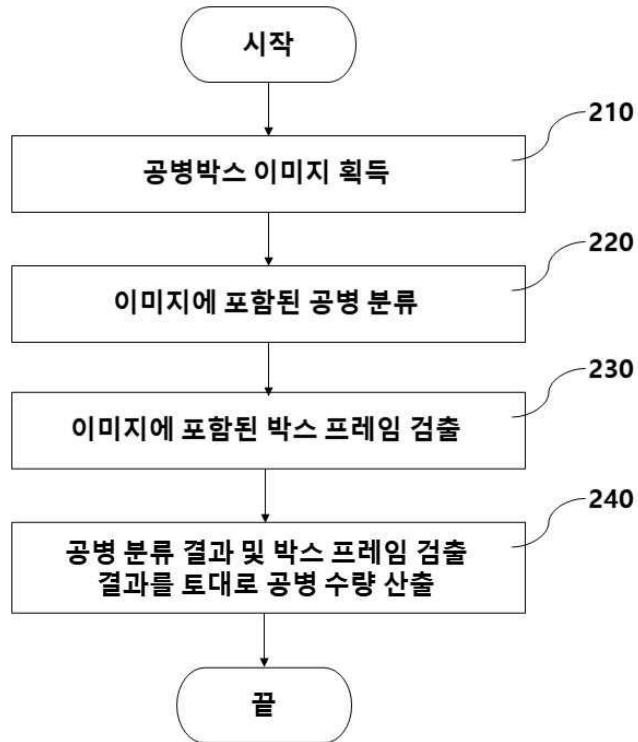 시작
210
공병박스 이미지 획득
220
이미지에 포함된 공병 분류
230
이미지에 포함된 박스 프레임 검출
240
공병 분류 결과 및 박스 프레임 검출
결과를 토대로 공병 수량 산출
끝